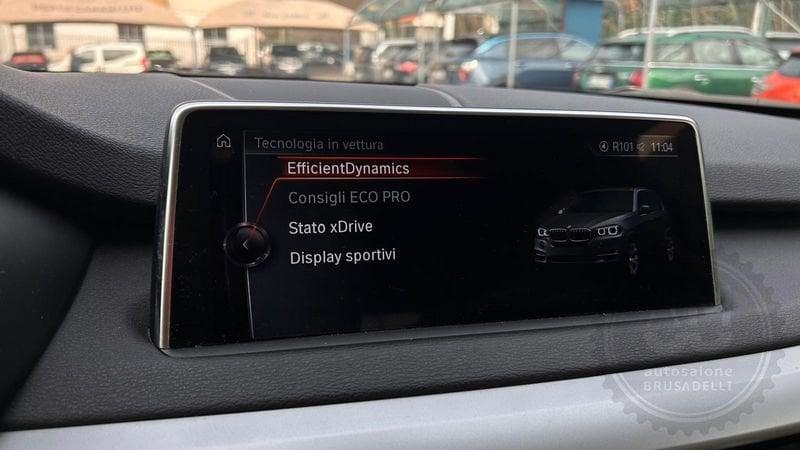 Tecnologia in vettura
R101 11:04
EfficientDynamics
Consigli ECO PRO
Stato xDrive
Display sportivi
autosalone
BRUSADELLI